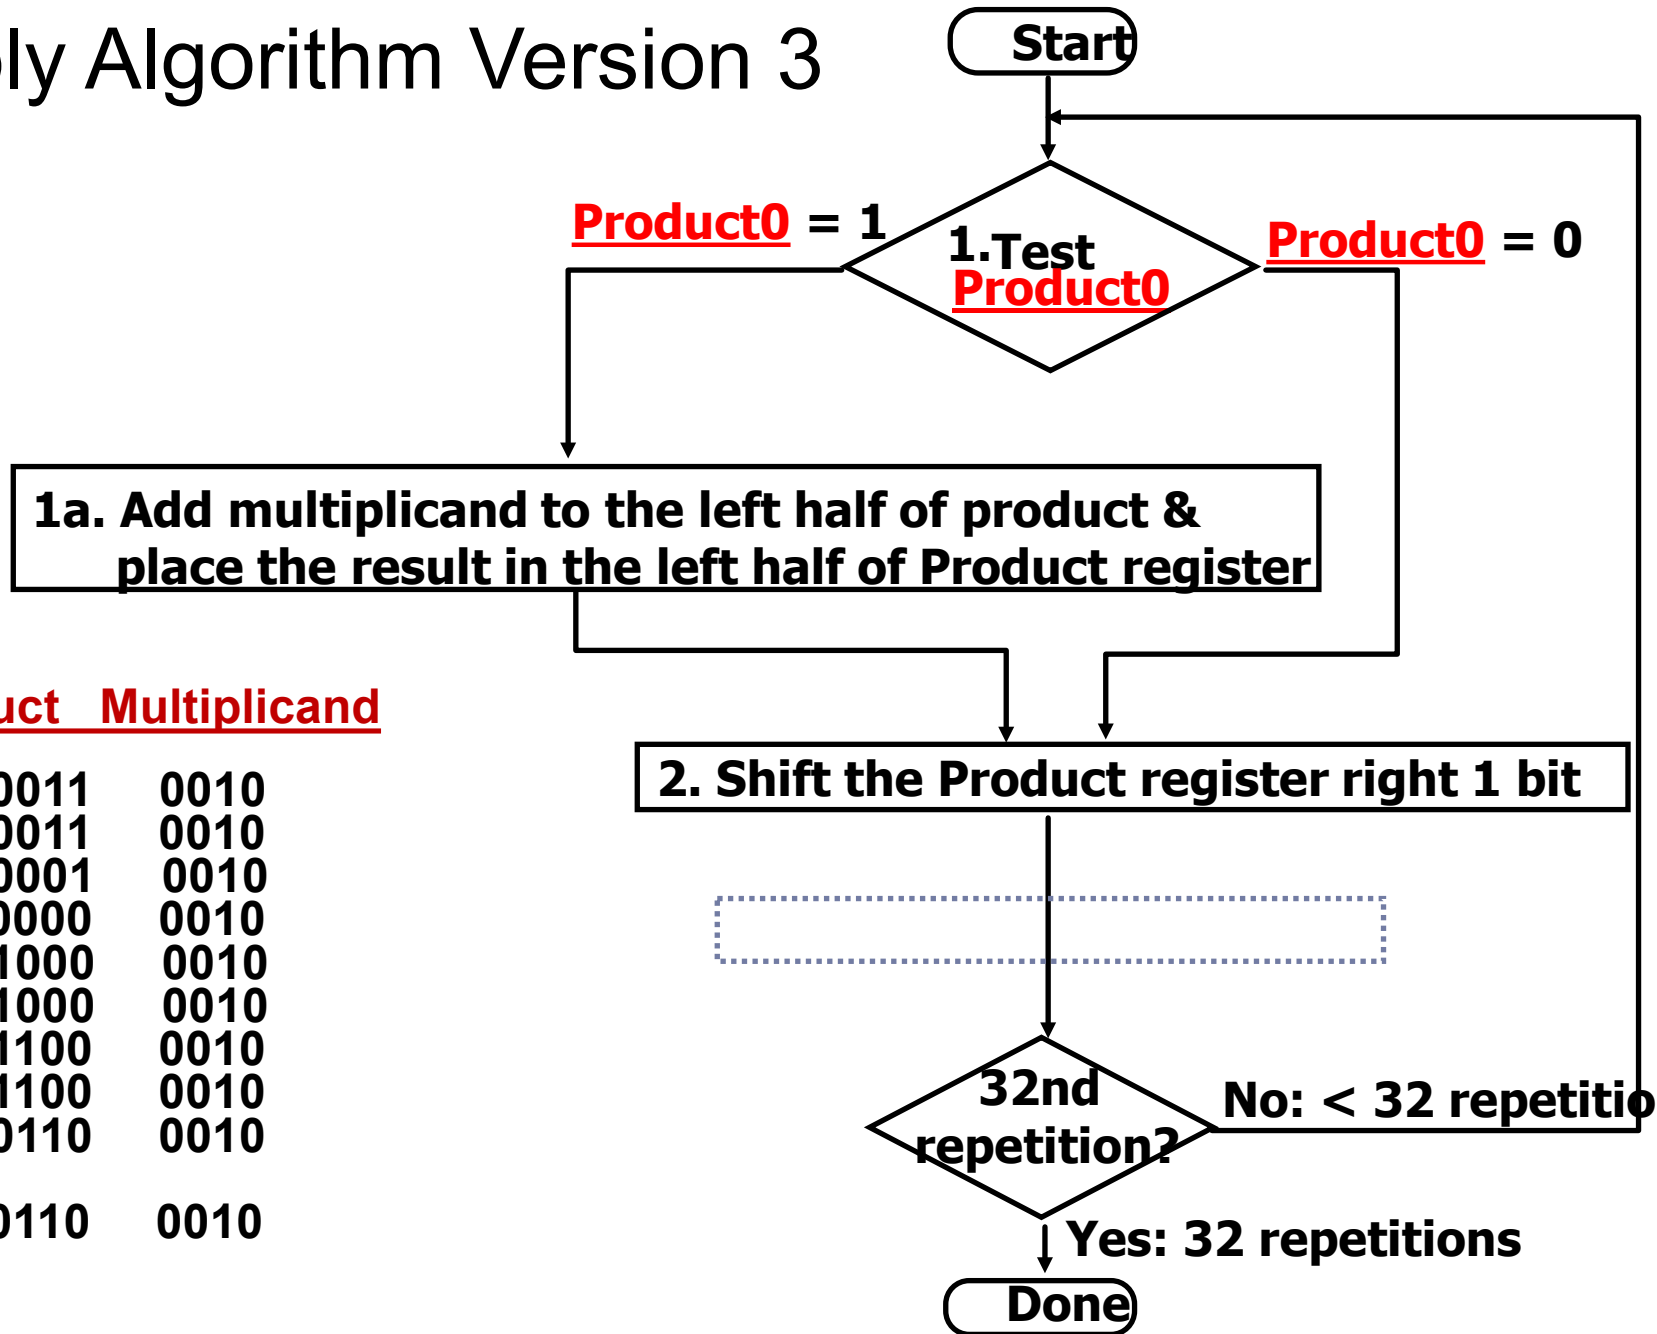 ly Algorithm Version 3
Start
Product0 = 1
1.Test
Product0
Product0 = 0
1a. Add multiplicand to the left half of product &
place the result in the left half of Product register
uct Multiplicand
0011 0010
0011 0010
0001 0010
0000 0010
1000 0010
1000 0010
1100 0010
1100 0010
0110 0010
0110 0010
2. Shift the Product register right 1 bit
32nd
repetition?
No: < 32 repetitio
Yes: 32 repetitions
Done